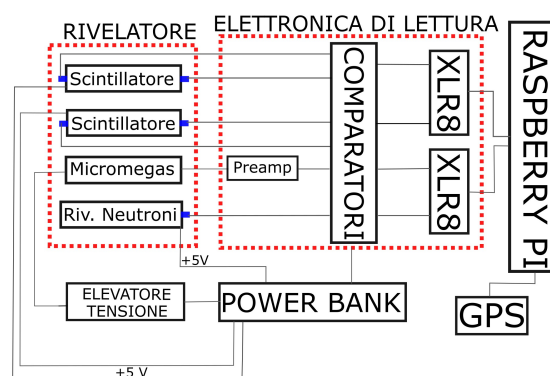 RIVELATORE
ELETTRONICA DI LETTURA
Scintillatore
Scintillatore
Micromegas
Riv. Neutroni
Preamp
COMPARATORI
XLR8
XLR8
RASPBERRY PI
+5V
ELEVATORE
TENSIONE
POWER BANK
GPS
+5 V